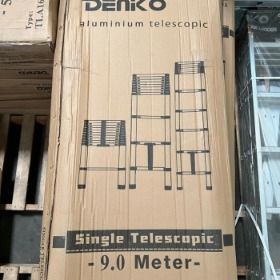 DENKO
aluminium telescopic
Single Telescopic
- 9.0 Meter-